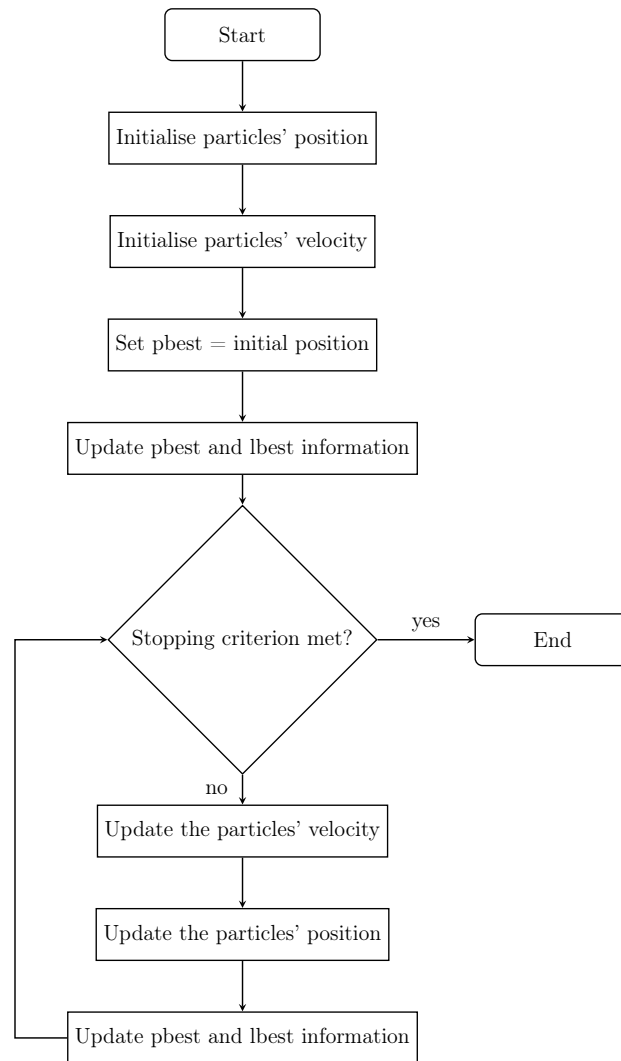 Start
Initialise particles' position
Initialise particles' velocity
Set pbest = initial position
Update pbest and lbest information
Stopping criterion met?
yes
End
no
Update the particles' velocity
Update the particles' position
Update pbest and lbest information